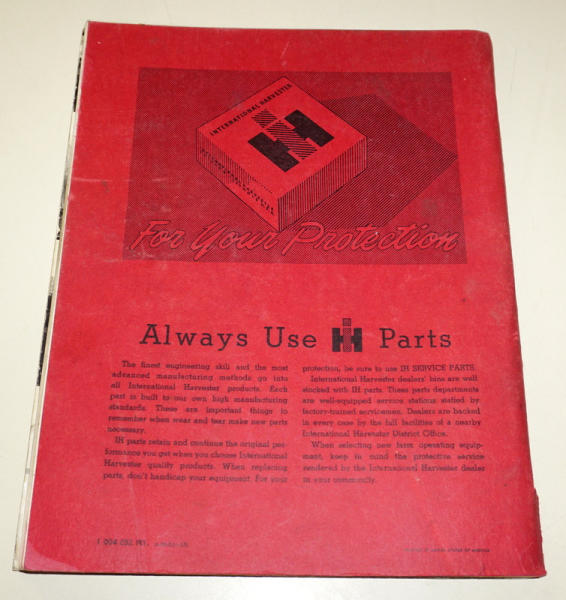 INTERNATIONAL HARVESTER
For Your Protection
Always Use IH Parts
The finest engineering skill and the most
advanced manufacturing methods go into
all International Harvester products. Each
part is built to our own high manufacturing
standards. These are important things to
remember when wear and tear make new parts
necessary.
IH parts retain and continue the original per-
formance you get when you choose International
Harvester quality products. When replacing
parts, don't handicap your equipment. For your
protection, be sure to use IH SERVICE PARTS.
International Harvester dealers' bins are well
stocked with IH parts. These parts departments
are well-equipped service stations staffed by
factory-trained servicemen. Dealers are backed
in every case by the full facilities of a nearby
International Harvester District Office.
When selecting new farm operating equip-
ment, keep in mind the protective service
rendered by the International Harvester dealer
in your community.